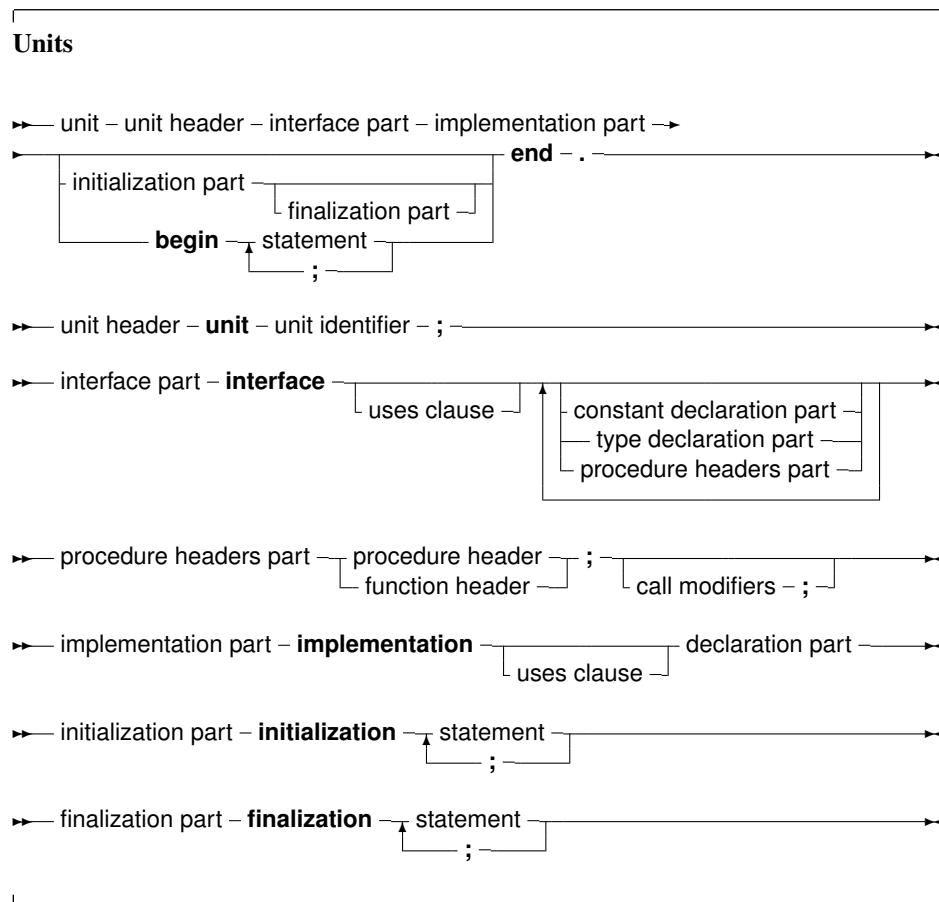 Units
unit unit header interface part implementation part
end .
initialization part
finalization part
begin statement
;
unit header unit unit identifier ;
interface part interface
uses clause constant declaration part
type declaration part
procedure headers part
procedure headers part procedure header ;
function header call modifiers ;
implementation part implementation declaration part
uses clause
initialization part initialization statement
;
finalization part finalization statement
;